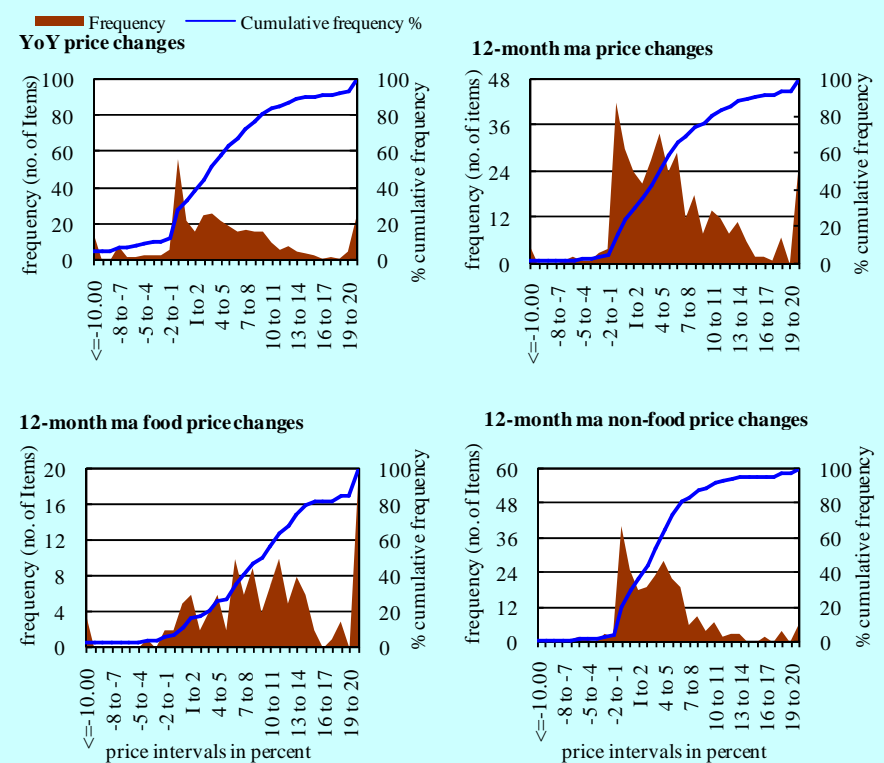 Frequency
Cumulative frequency %
YoY price changes
frequency (no. of Items)
100
80
60
40
20
0
100
80
60
40
20
0
% cumulative frequency
<=-10.00
-8 to -7
-5 to -4
-2 to -1
1 to 2
4 to 5
7 to 8
10 to 11
13 to 14
16 to 17
19 to 20
12-month ma price changes
frequency (no. of items)
48
36
24
12
0
100
80
60
40
20
0
% cumulative frequency
<=-10.00
-8 to -7
-5 to -4
-2 to -1
1 to 2
4 to 5
7 to 8
10 to 11
13 to 14
16 to 17
19 to 20
12-month ma food price changes
frequency (no. of Items)
20
16
12
8
4
0
100
80
60
40
20
0
% cumulative frequency
<=-10.00
-8 to -7
-5 to -4
-2 to -1
1 to 2
4 to 5
7 to 8
10 to 11
13 to 14
16 to 17
19 to 20
price intervals in percent
12-month ma non-food price changes
frequency (no. of Items)
60
48
36
24
12
0
100
80
60
40
20
0
% cumulative frequency
<=-10.00
-8 to -7
-5 to -4
-2 to -1
1 to 2
4 to 5
7 to 8
10 to 11
13 to 14
16 to 17
19 to 20
price intervals in percent